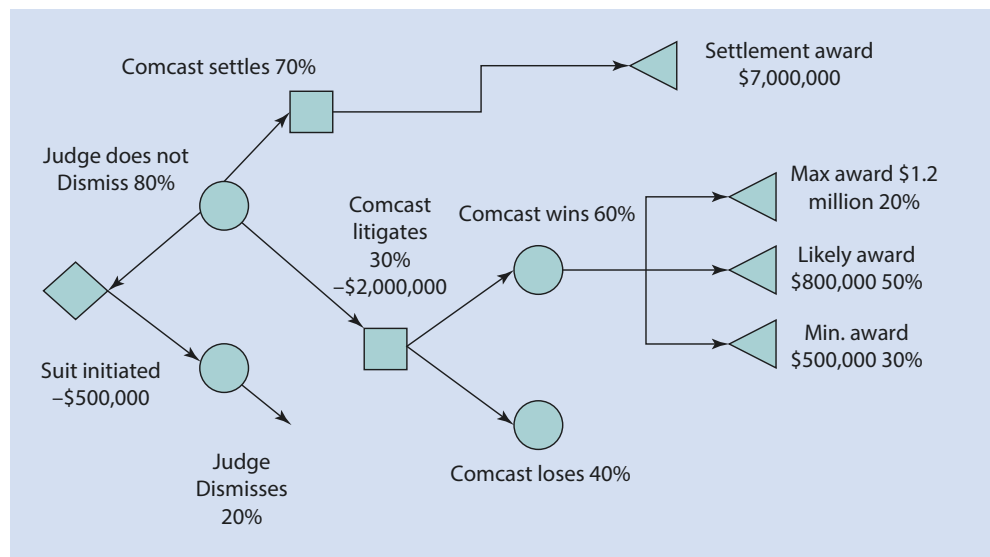 Comcast settles 70%
Settlement award
$7,000,000
Judge does not
Dismiss 80%
Comcast
litigates
30%
–$2,000,000
Comcast wins 60%
Max award $1.2
million 20%
Likely award
$800,000 50%
Min. award
$500,000 30%
Suit initiated
–$500,000
Judge
Dismisses
20%
Comcast loses 40%